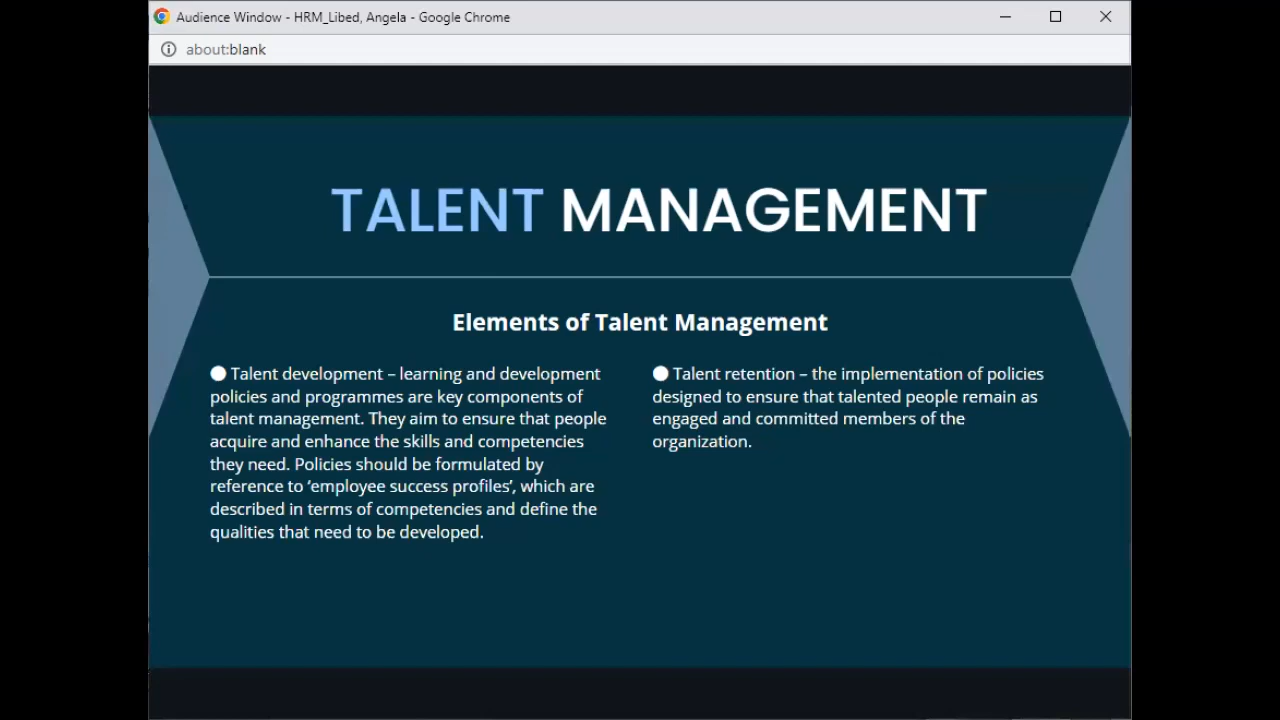 Audience Window - HRM_Libed, Angela - Google Chrome
about:blank
TALENT MANAGEMENT
Elements of Talent Management
● Talent development – learning and development
policies and programmes are key components of
talent management. They aim to ensure that people
acquire and enhance the skills and competencies
they need. Policies should be formulated by
reference to ‘employee success profiles’, which are
described in terms of competencies and define the
qualities that need to be developed.
● Talent retention – the implementation of policies
designed to ensure that talented people remain as
engaged and committed members of the
organization.